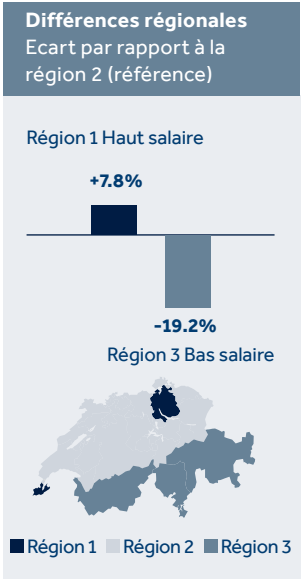 Différences régionales
Ecart par rapport à la
région 2 (référence)
Région 1 Haut salaire
+7.8%
-19.2%
Région 3 Bas salaire
Région 1 Région 2 Région 3